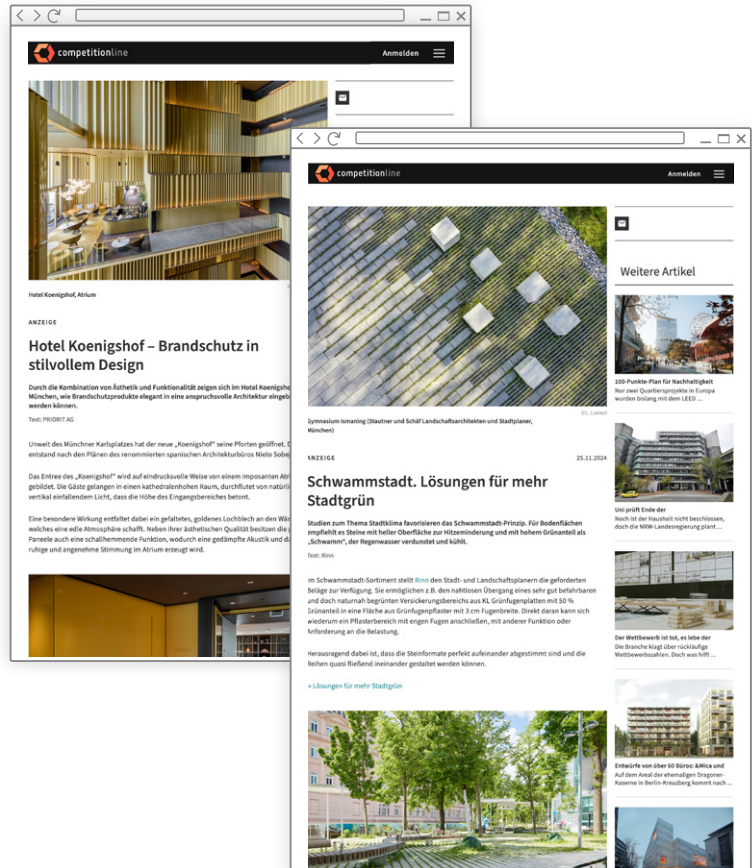 competitionline
Anmelden
Hotel Koenigshof, Atrium
ANZEIGE
Hotel Koenigshof – Brandschutz in
stilvollem Design
Durch die Kombination von Ästhetik und Funktionalität zeigen sich im Hotel
München, wie Brandschutzprodukte elegant in eine anspruchsvolle Architektur
werden können.
Text: PRIORIT AG
Unweit des Münchner Karlsplatzes hat der neue „Koenigshof“ seine Pforten geöffnet.
entstand nach den Plänen des renommierten spanischen Architekturbüros Nieto
Das Entree des „Koenigshof“ wird auf eindrucksvolle Weise von einem imposanten
gebildet. Die Gäste gelangen in einen kathedralenhohen Raum, durchflutet von
vertikal einfallendem Licht, dass die Höhe des Eingangsbereiches betont.
Eine besondere Wirkung entfaltet dabei ein gefaltetes, goldenes Lochblech an den
welches eine edle Atmosphäre schafft. Neben ihrer ästhetischen Qualität besitzen die
Paneele auch eine schallhemmende Funktion, wodurch eine gedämpfte Akustik und
ruhige und angenehme Stimmung im Atrium erzeugt wird.
competitionline
Anmelden
©L. Loewel
Gymnasium Ismaning (Stautner und Schäf Landschaftsarchitekten und Stadtplaner,
München)
ANZEIGE
25.11.2024
Schwammstadt. Lösungen für mehr
Stadtgrün
Studien zum Thema Stadtklima favorisieren das Schwammstadt-Prinzip. Für Bodenflächen
empfiehlt es Steine mit heller Oberfläche zur Hitzeminderung und mit hohem Grünanteil als
„Schwamm“, der Regenwasser verdunstet und kühlt.
Text: Rinn
Im Schwammstadt-Sortiment stellt Rinn den Stadt- und Landschaftsplanern die geforderten
Beläge zur Verfügung. Sie ermöglichen z.B. den nahtlosen Übergang eines sehr gut befahrbaren
und doch naturnah begrünten Versickerungsbereichs aus KL Grünfugenplatten mit 50 %
Grünanteil in eine Fläche aus Grünfugenpflaster mit 3 cm Fugenbreite. Direkt daran kann sich
wiederum ein Pflasterbereich mit engen Fugen anschließen, mit anderer Funktion oder
Anforderung an die Belastung.
Herausragend dabei ist, dass die Steinformate perfekt aufeinander abgestimmt sind und die
Reihen quasi fließend ineinander gestaltet werden können.
» Lösungen für mehr Stadtgrün
Weitere Artikel
100-Punkte-Plan für Nachhaltigkeit
Nur zwei Quartiersprojekte in Europa
wurden bislang mit dem LEED ...
Uni prüft Ende der
Noch ist der Haushalt nicht beschlossen,
doch die NRW-Landesregierung plant ...
Der Wettbewerb ist tot, es lebe der
Die Branche klagt über rückläufige
Wettbewerbszahlen. Doch was hilft ...
Entwürfe von über 60 Büros: &Mica und
Auf dem Areal der ehemaligen Dragoner-
Kaserne in Berlin-Kreuzberg kommt nach ...